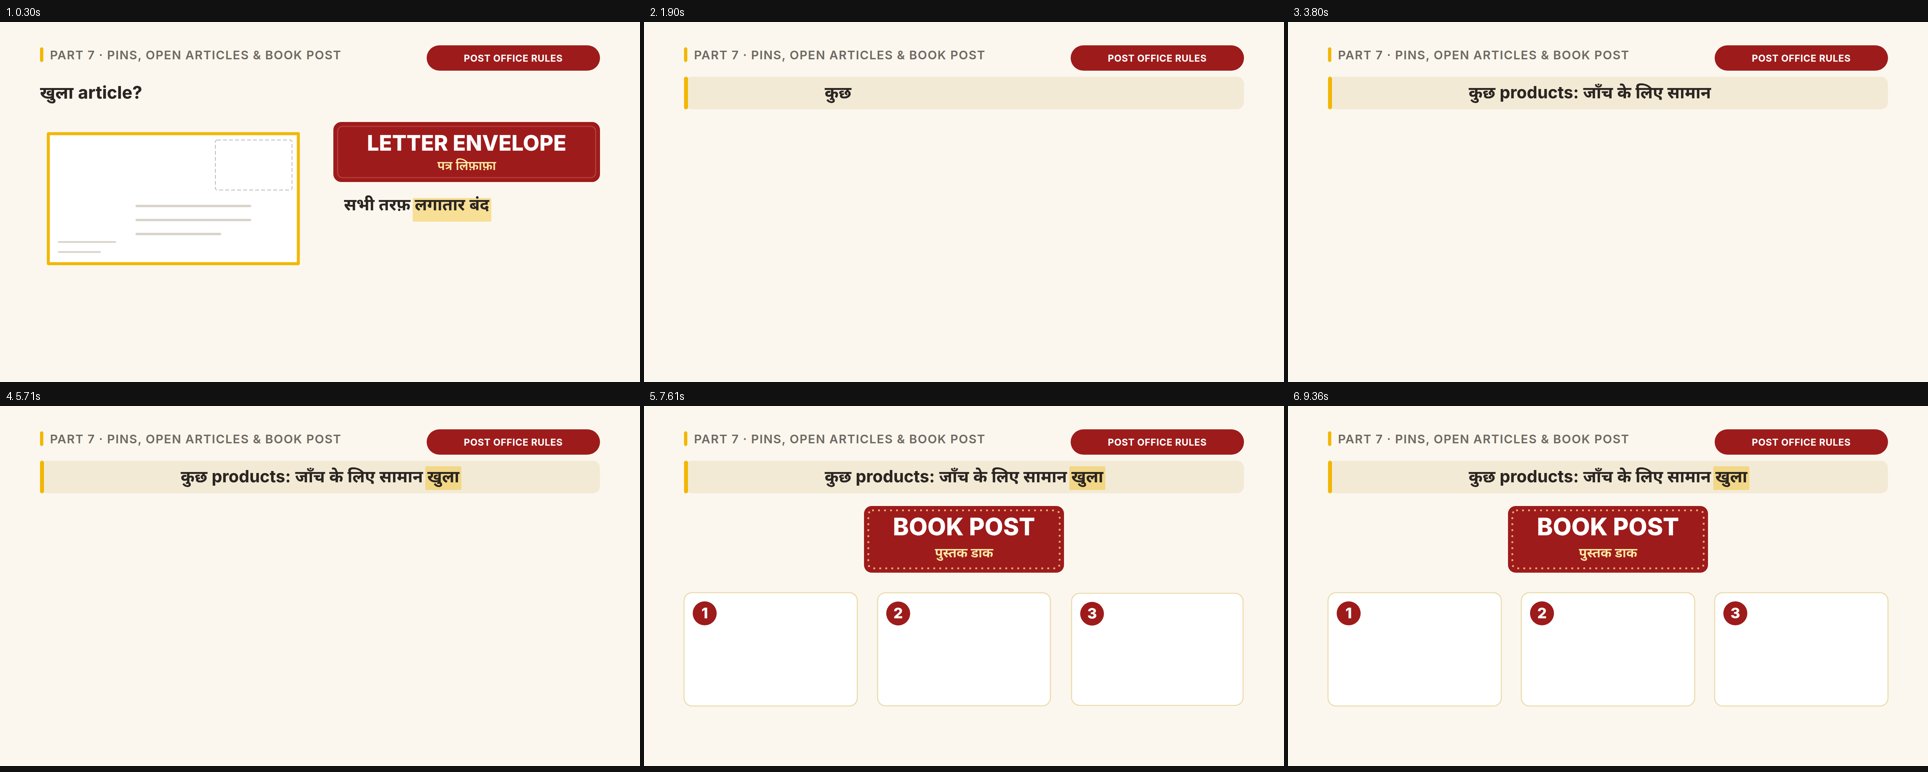 1. 0.30s
PART 7 · PINS, OPEN ARTICLES & BOOK POST
POST OFFICE RULES
खुला article?
LETTER ENVELOPE
पत्र लिफ़ाफ़ा
सभी तरफ़ लगातार बंद
2. 1.90s
PART 7 · PINS, OPEN ARTICLES & BOOK POST
POST OFFICE RULES
कुछ
3. 3.80s
PART 7 · PINS, OPEN ARTICLES & BOOK POST
POST OFFICE RULES
कुछ products: जाँच के लिए सामान
4. 5.71s
PART 7 · PINS, OPEN ARTICLES & BOOK POST
POST OFFICE RULES
कुछ products: जाँच के लिए सामान खुला
5. 7.61s
PART 7 · PINS, OPEN ARTICLES & BOOK POST
POST OFFICE RULES
कुछ products: जाँच के लिए सामान खुला
BOOK POST
पुस्तक डाक
1
2
3
6. 9.36s
PART 7 · PINS, OPEN ARTICLES & BOOK POST
POST OFFICE RULES
कुछ products: जाँच के लिए सामान खुला
BOOK POST
पुस्तक डाक
1
2
3